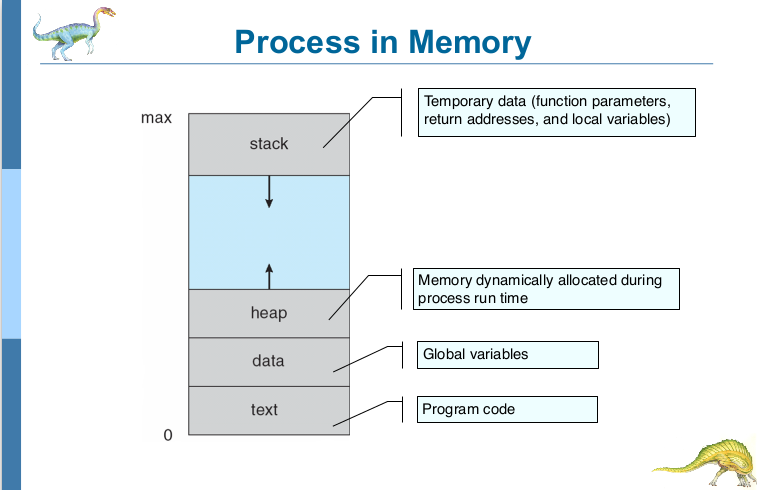 Process in Memory
max
stack
Temporary data (function parameters,
return addresses, and local variables)
heap
Memory dynamically allocated during
process run time
data
Global variables
text
Program code
0